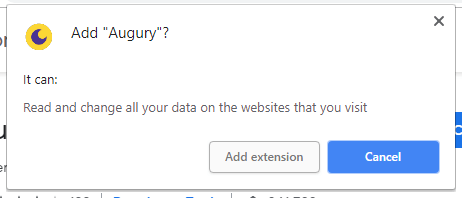 Add "Augury"?
It can:
Read and change all your data on the websites that you visit
Add extension
Cancel